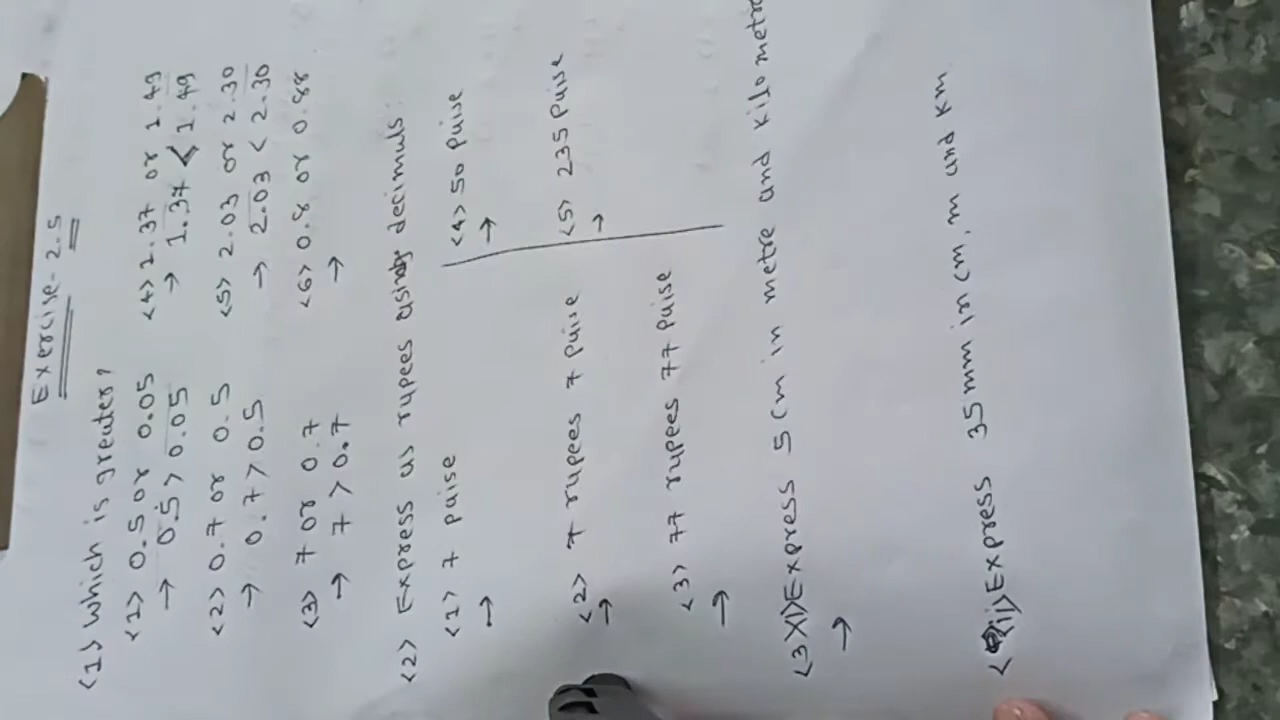 Exercise - 2.5
<1> Which is greater?
<1> 0.5 or 0.05
→ 0.5 > 0.05
<2> 0.7 or 0.5
→ 0.7 > 0.5
<3> 7 or 0.7
→ 7 > 0.7
<4> 1.37 or 1.49
→ 1.37 < 1.49
<5> 2.03 or 2.30
→ 2.03 < 2.30
<6> 0.8 or 0.88
→
<2> Express as rupees using decimals:
<1> 7 paise
→
<2> 7 rupees 7 paise
→
<3> 77 rupees 77 paise
→
<4> 50 paise
→
<5> 235 paise
→
<3><i> Express 5 cm in metre and kilometre
→
<ii> Express 35 mm in cm, m and km